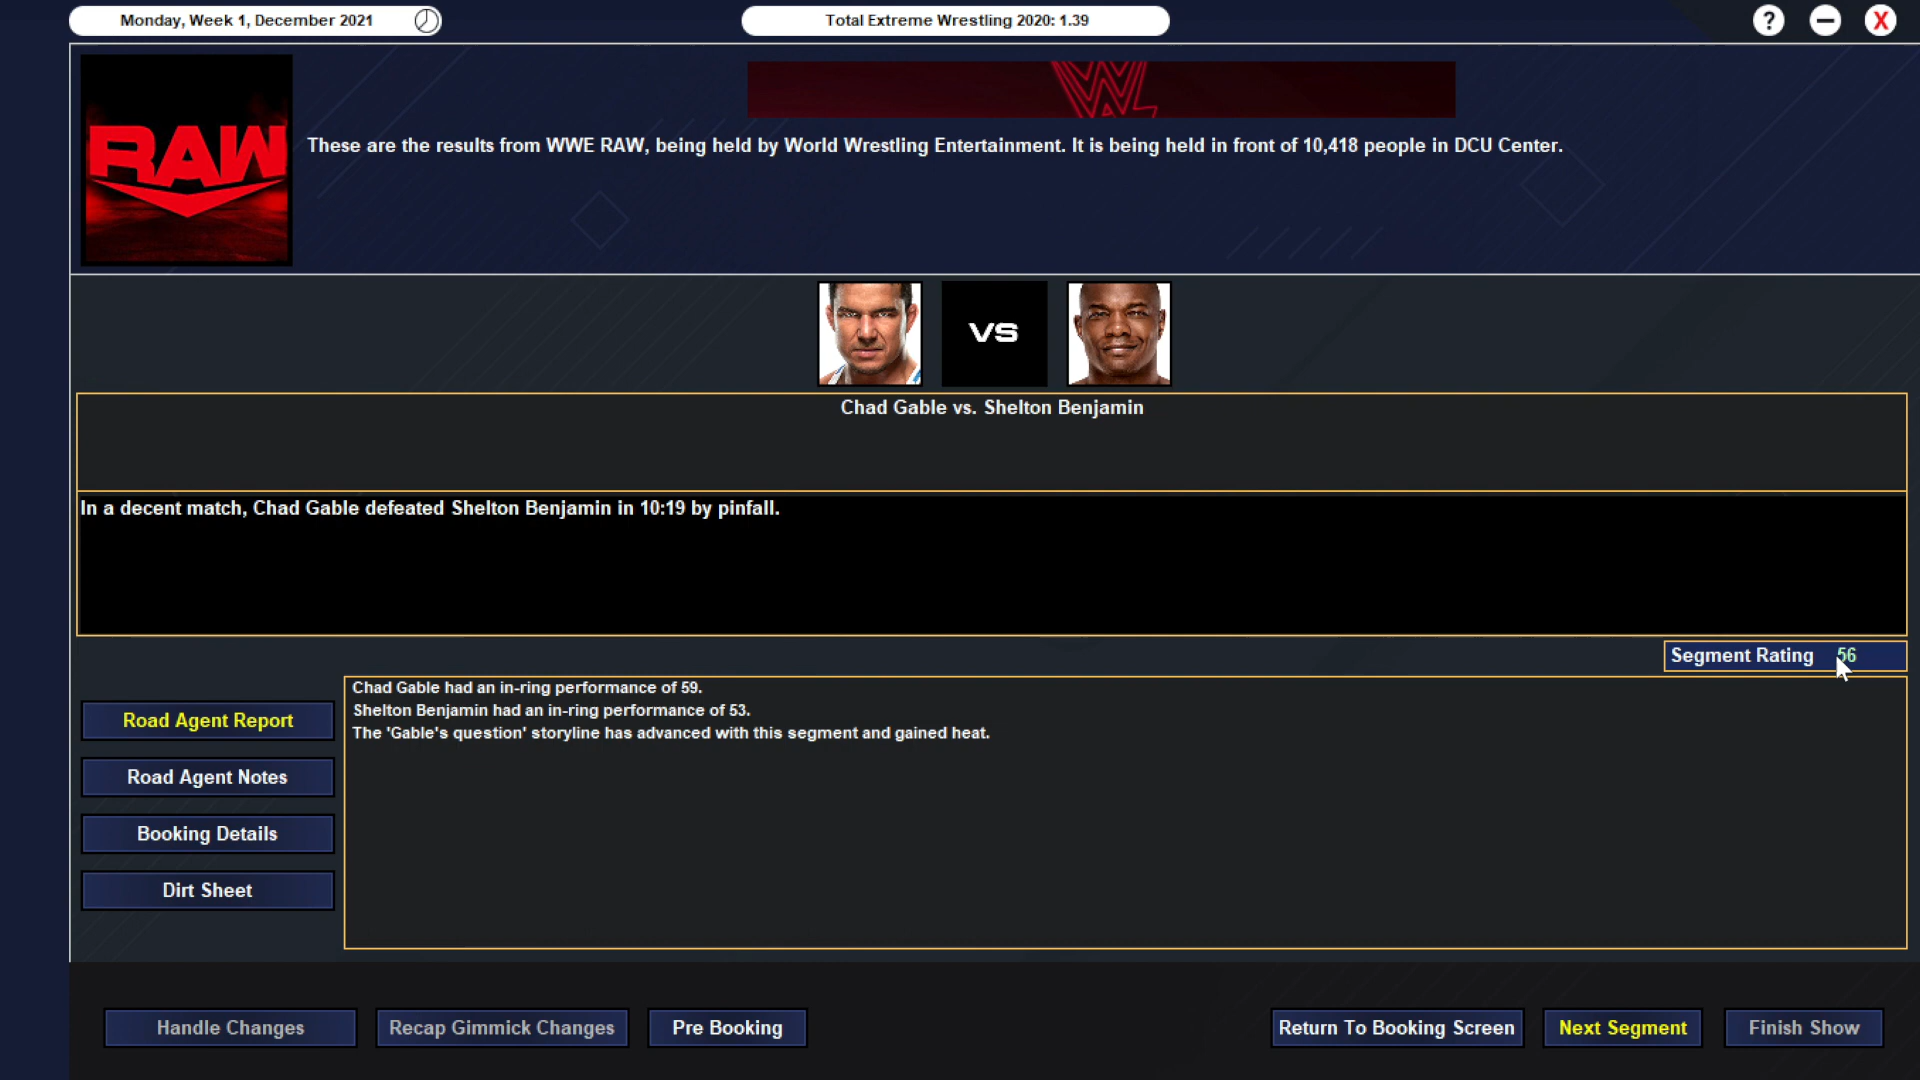 Monday, Week 1, December 2021
Total Extreme Wrestling 2020: 1.39
?
X
W
RAW
These are the results from WWE RAW, being held by World Wrestling Entertainment. It is being held in front of 10,418 people in DCU Center.
VS
Chad Gable vs. Shelton Benjamin
In a decent match, Chad Gable defeated Shelton Benjamin in 10:19 by pinfall.
Segment Rating 56
Chad Gable had an in-ring performance of 59.
Shelton Benjamin had an in-ring performance of 53.
The 'Gable's question' storyline has advanced with this segment and gained heat.
Road Agent Report
Road Agent Notes
Booking Details
Dirt Sheet
Handle Changes
Recap Gimmick Changes
Pre Booking
Return To Booking Screen
Next Segment
Finish Show